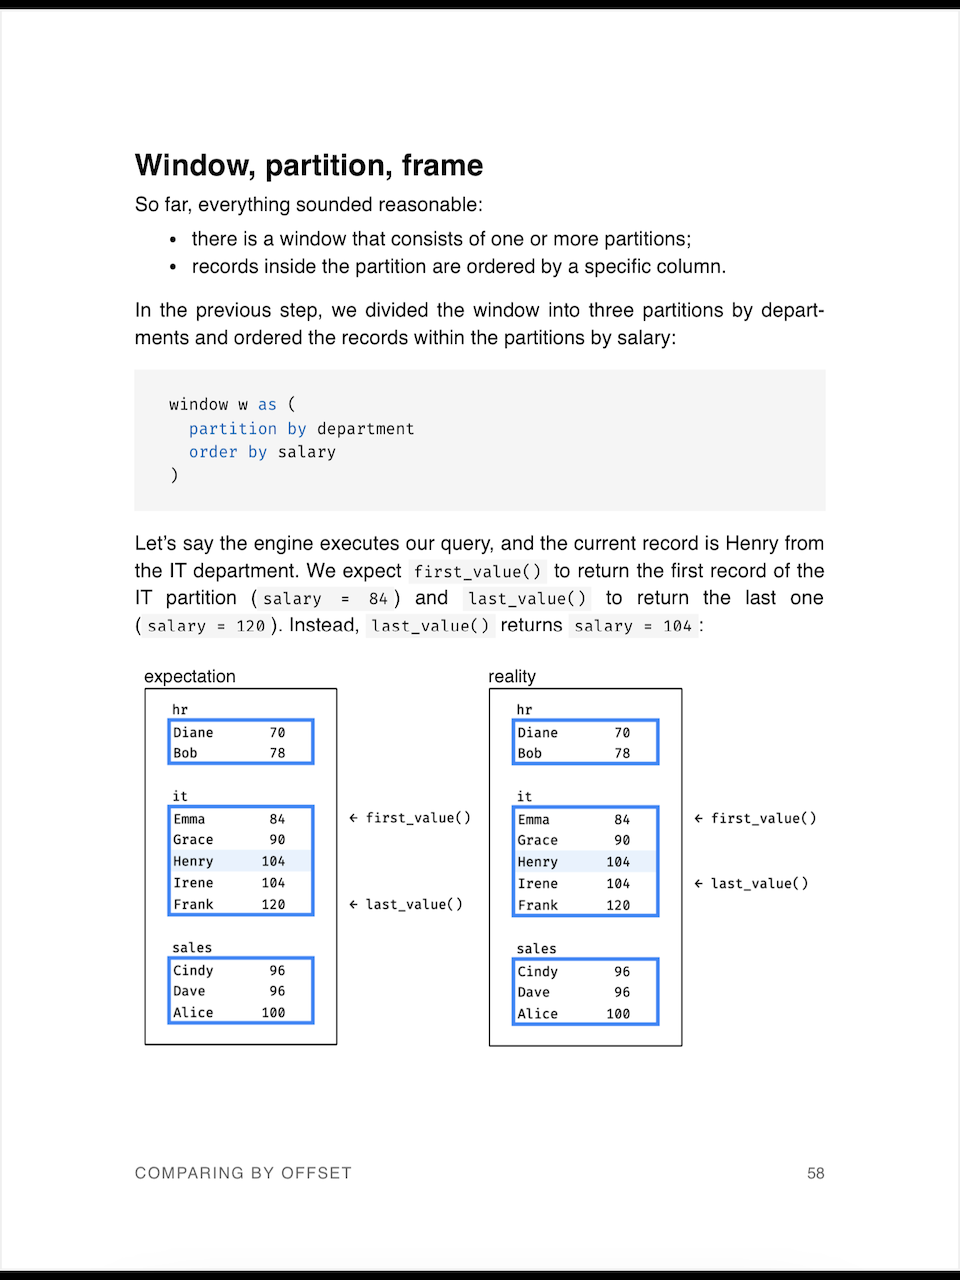 Window, partition, frame
So far, everything sounded reasonable:
• there is a window that consists of one or more partitions;
• records inside the partition are ordered by a specific column.
In the previous step, we divided the window into three partitions by depart-
ments and ordered the records within the partitions by salary:
window w as (
  partition by department
  order by salary
)
Let's say the engine executes our query, and the current record is Henry from
the IT department. We expect first_value() to return the first record of the
IT partition (salary = 84) and last_value() to return the last one
(salary = 120). Instead, last_value() returns salary = 104:
expectation
hr
Diane 70
Bob 78
it
Emma 84 ← first_value()
Grace 90
Henry 104
Irene 104
Frank 120 ← last_value()
sales
Cindy 96
Dave 96
Alice 100
reality
hr
Diane 70
Bob 78
it
Emma 84 ← first_value()
Grace 90
Henry 104
Irene 104 ← last_value()
Frank 120
sales
Cindy 96
Dave 96
Alice 100
COMPARING BY OFFSET 58